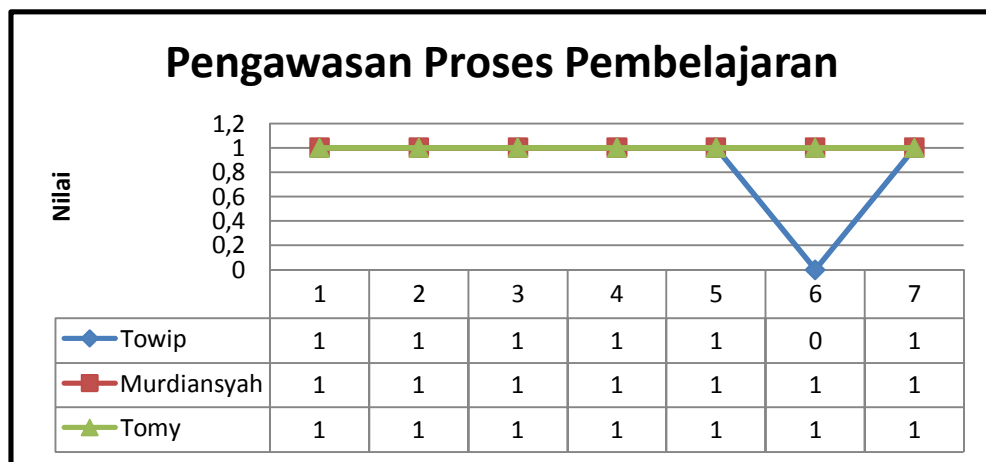 Pengawasan Proses Pembelajaran
Nilai
1,2
1
0,8
0,6
0,4
0,2
0
1 2 3 4 5 6 7
Towip 1 1 1 1 1 0 1
Murdiansyah 1 1 1 1 1 1 1
Tomy 1 1 1 1 1 1 1